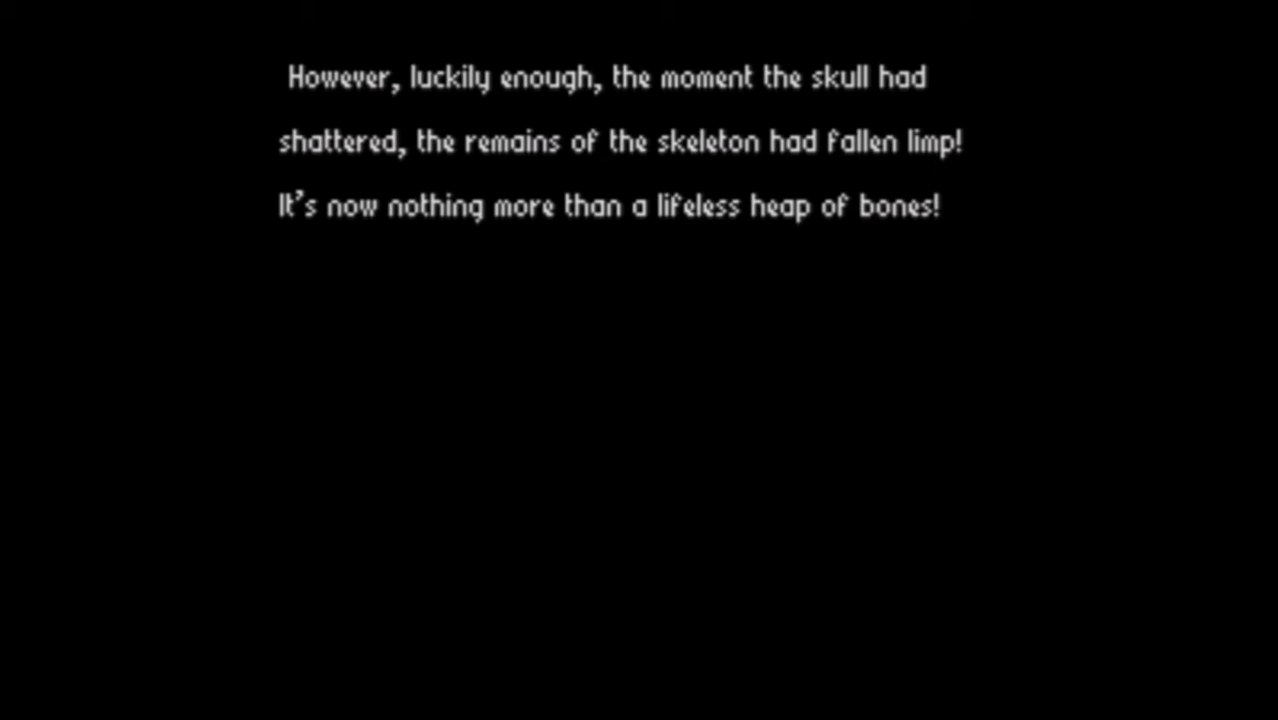 However, luckily enough, the moment the skull had
shattered, the remains of the skeleton had fallen limp!
It's now nothing more than a lifeless heap of bones!